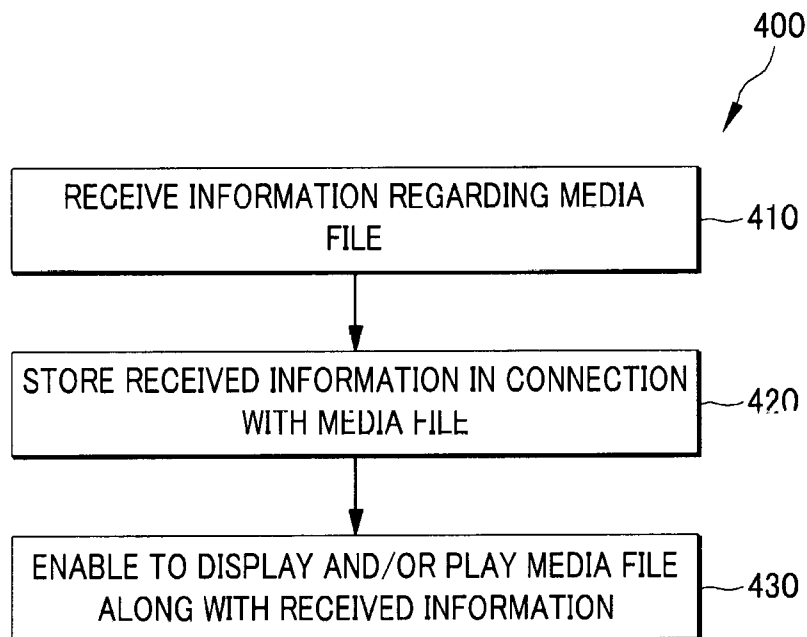 400
RECEIVE INFORMATION REGARDING MEDIA
FILE
410
STORE RECEIVED INFORMATION IN CONNECTION
WITH MEDIA FILE
420
ENABLE TO DISPLAY AND/OR PLAY MEDIA FILE
ALONG WITH RECEIVED INFORMATION
430